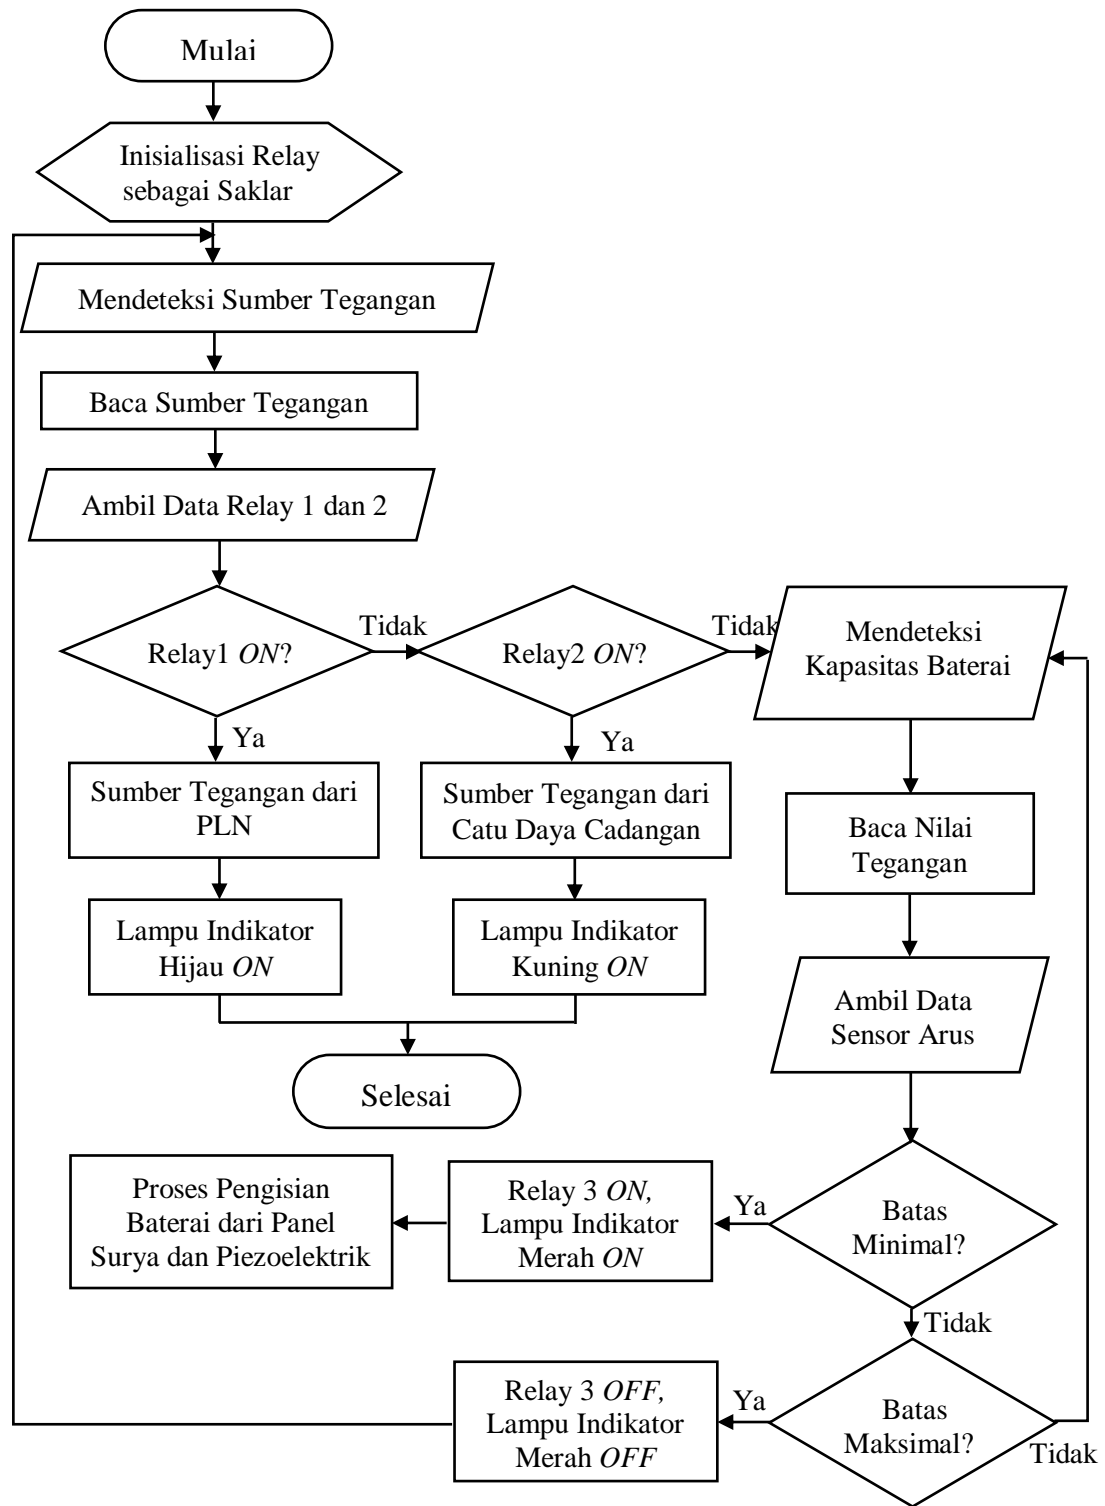 Mulai
Inisialisasi Relay
sebagai Saklar
Mendeteksi Sumber Tegangan
Baca Sumber Tegangan
Ambil Data Relay 1 dan 2
Relay1 ON?
Tidak
Relay2 ON?
Tidak
Mendeteksi
Kapasitas Baterai
Ya
Ya
Sumber Tegangan dari
PLN
Sumber Tegangan dari
Catu Daya Cadangan
Baca Nilai
Tegangan
Lampu Indikator
Hijau ON
Lampu Indikator
Kuning ON
Ambil Data
Sensor Arus
Selesai
Batas
Minimal?
Ya
Relay 3 ON,
Lampu Indikator
Merah ON
Proses Pengisian
Baterai dari Panel
Surya dan Piezoelektrik
Tidak
Batas
Maksimal?
Ya
Relay 3 OFF,
Lampu Indikator
Merah OFF
Tidak